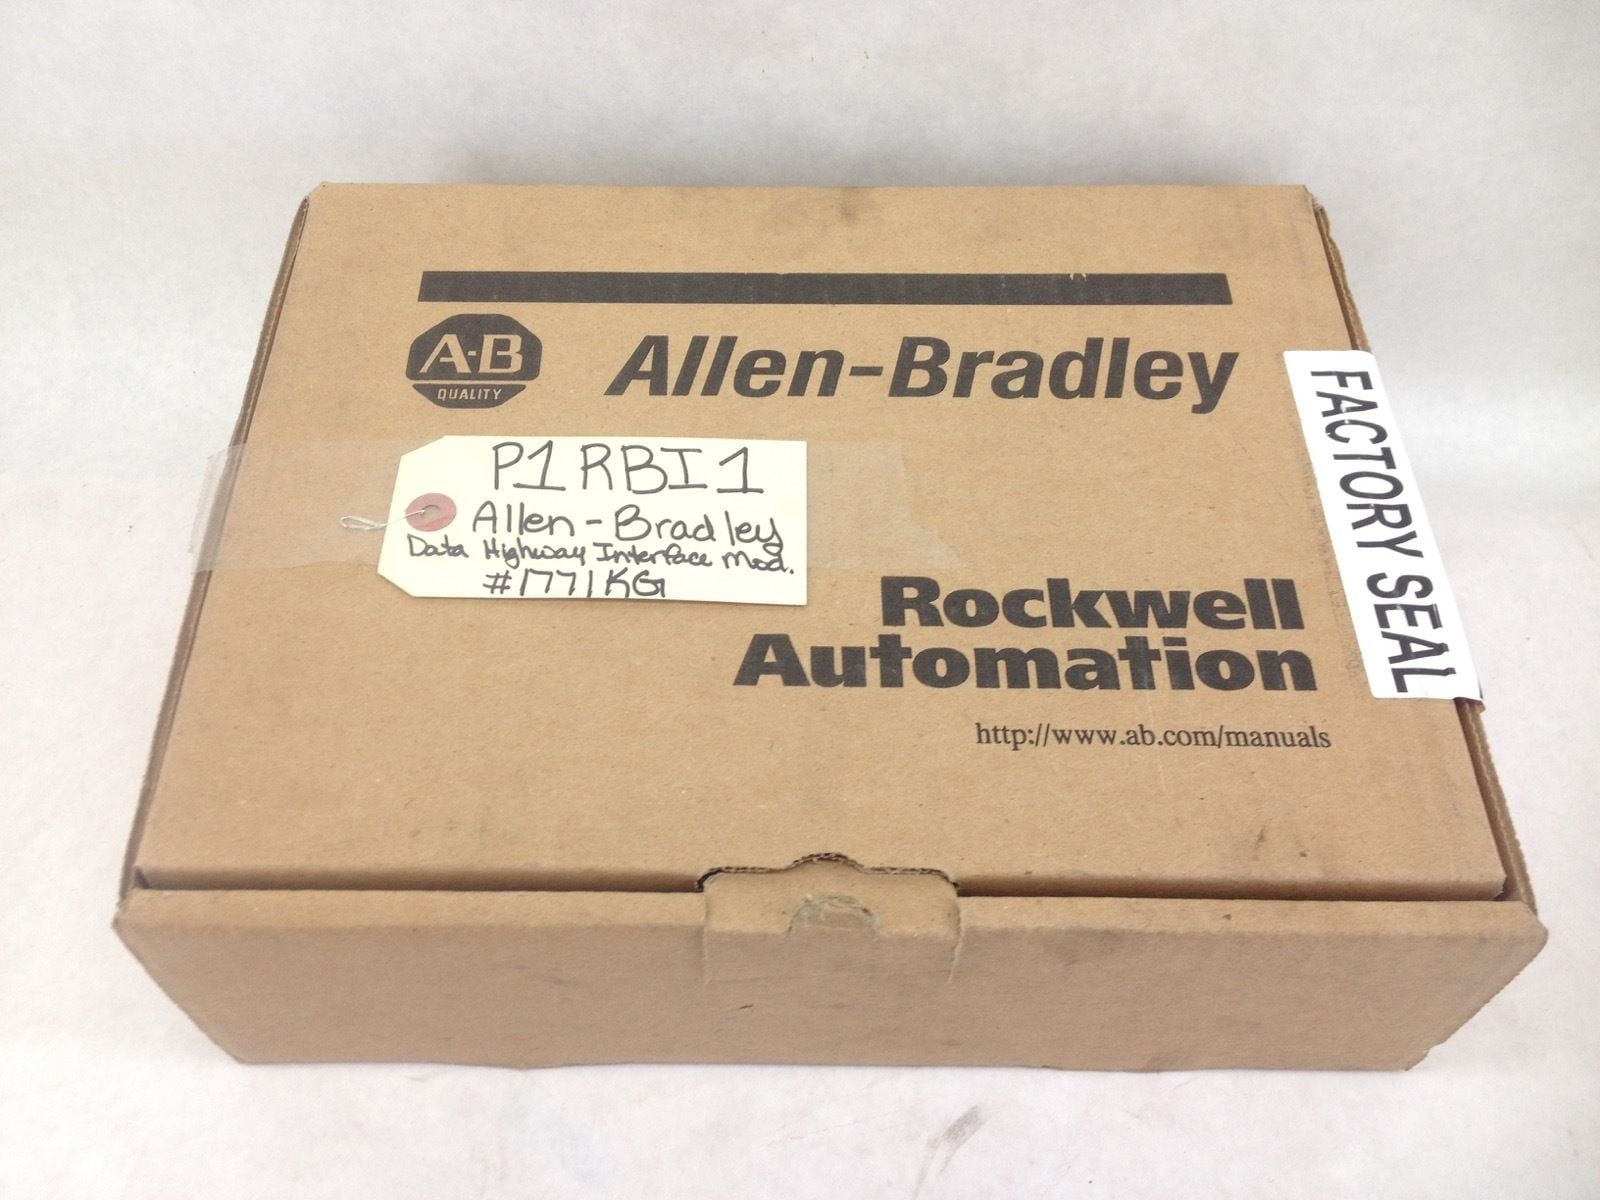 A-B
QUALITY
Allen-Bradley
P1RBI1
Allen-Bradley
Data Highway Interface Mod.
#1771KG
Rockwell
Automation
http://www.ab.com/manuals
FACTORY SEAL